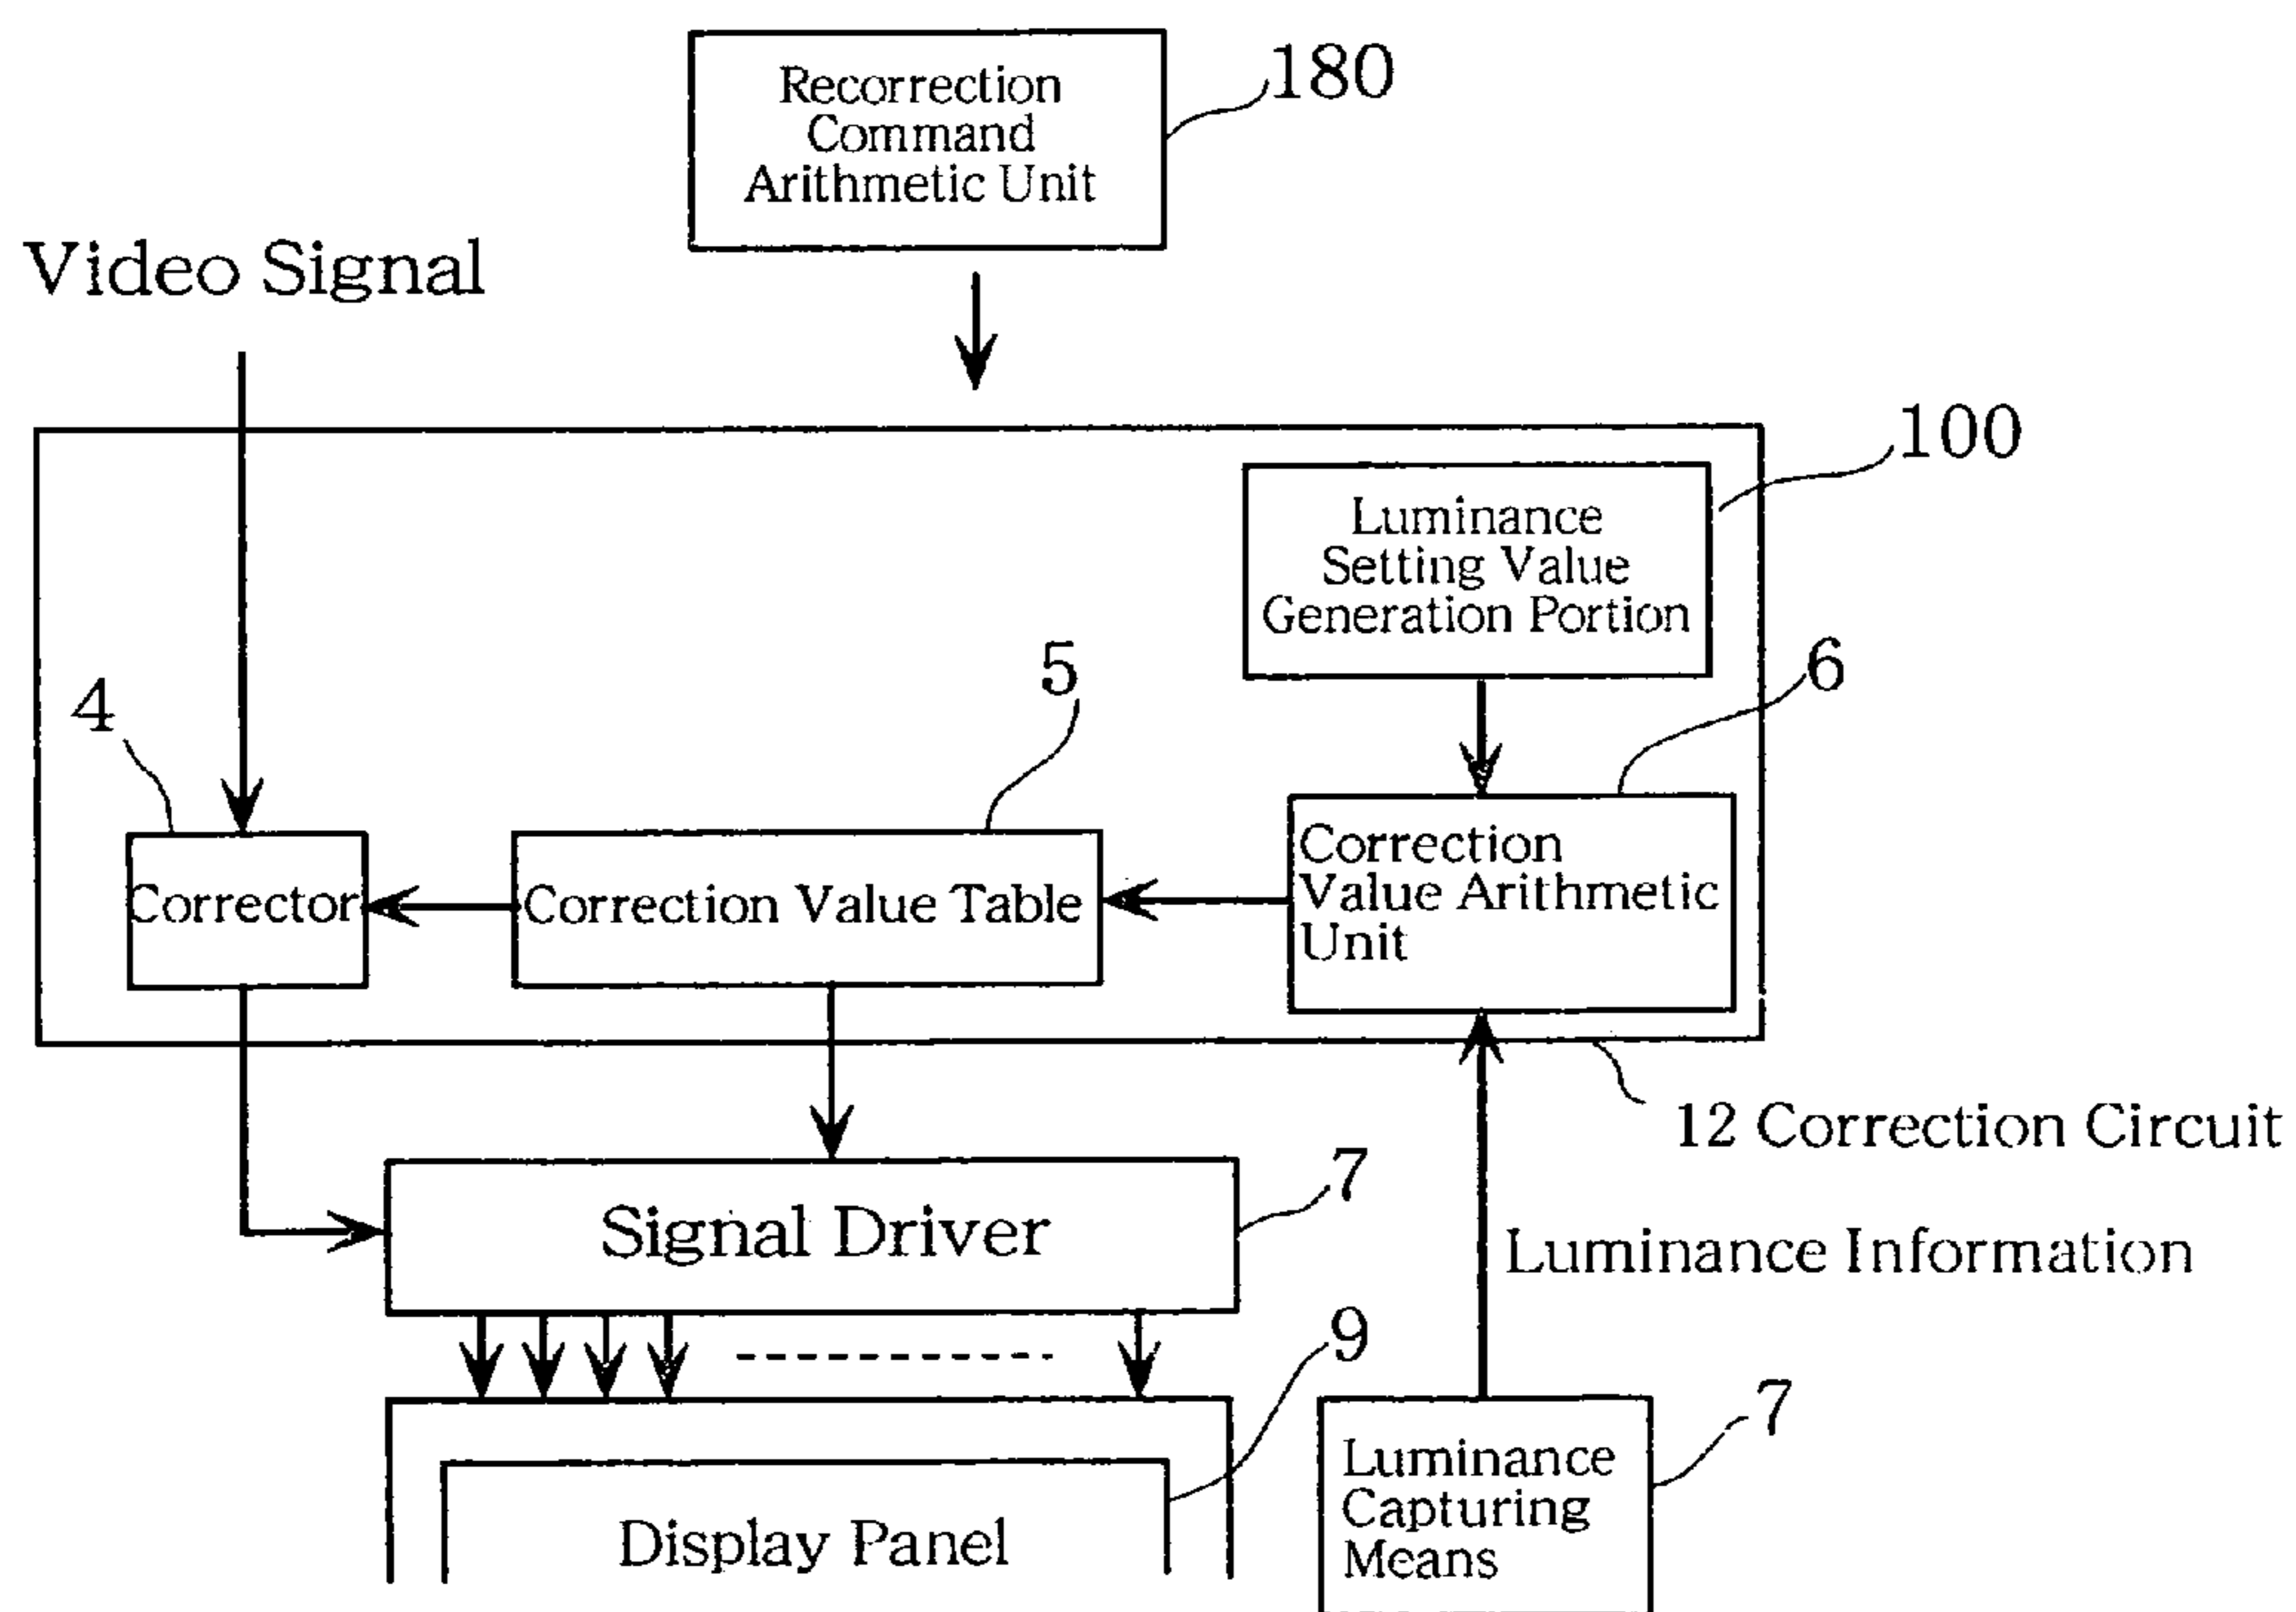 Recorrection
Command
Arithmetic Unit
180
Video Signal
100
Luminance
Setting Value
Generation Portion
4
5
6
Corrector
Correction Value Table
Correction
Value Arithmetic
Unit
12 Correction Circuit
7
Signal Driver
Luminance Information
9
7
Display Panel
Luminance
Capturing
Means